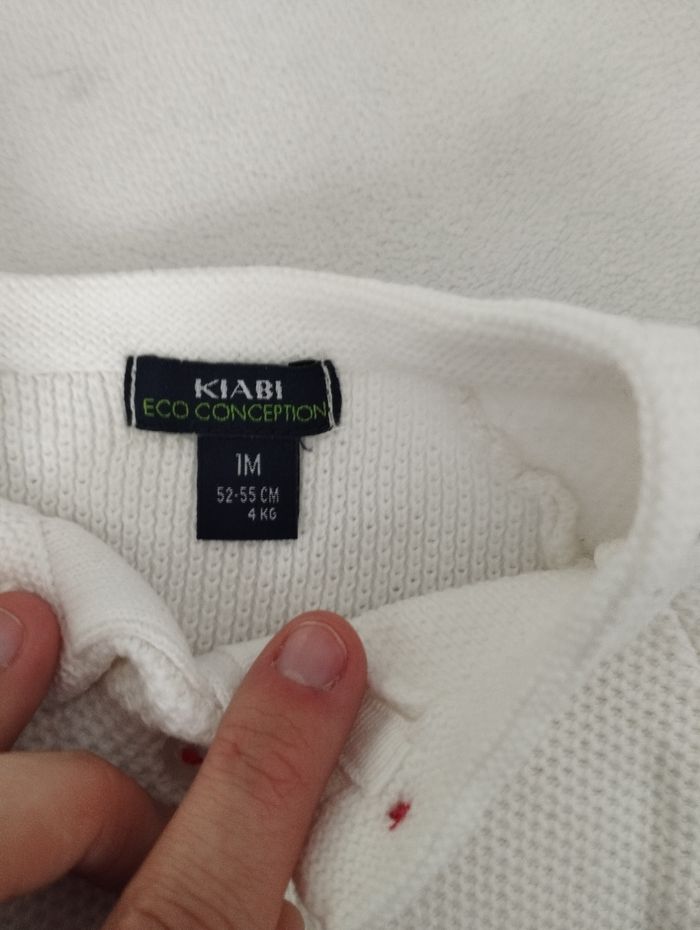 KIABI
ECO CONCEPTION
1M
52-55 CM
4 KG